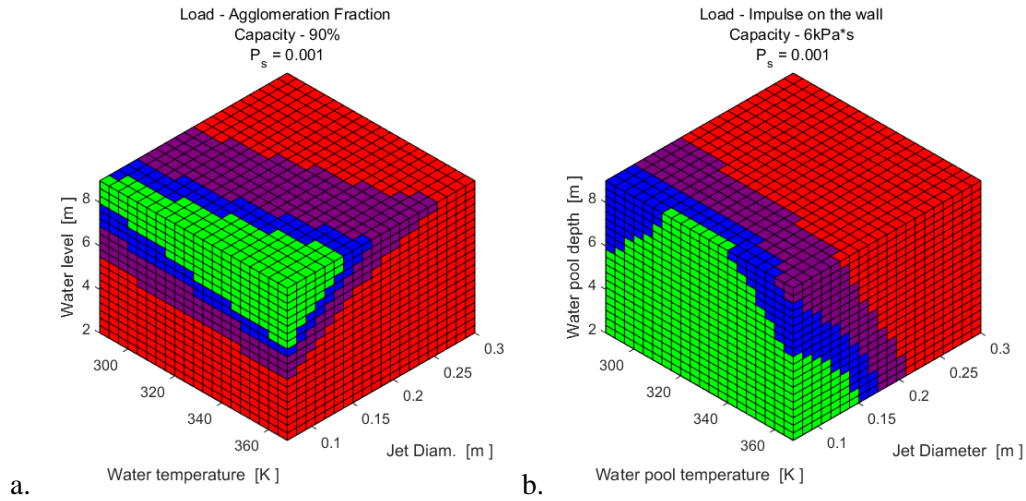 Load - Agglomeration Fraction
Capacity - 90%
Ps = 0.001
Water level [m ]
8
6
4
2
300
320
340
360
Water temperature [K ]
0.1
0.15
0.2
0.25
0.3
Jet Diam. [m ]
a.
Load - Impulse on the wall
Capacity - 6kPa*s
Ps = 0.001
Water pool depth [m ]
8
6
4
2
300
320
340
360
Water pool temperature [K ]
0.1
0.15
0.2
0.25
0.3
Jet Diameter [m ]
b.